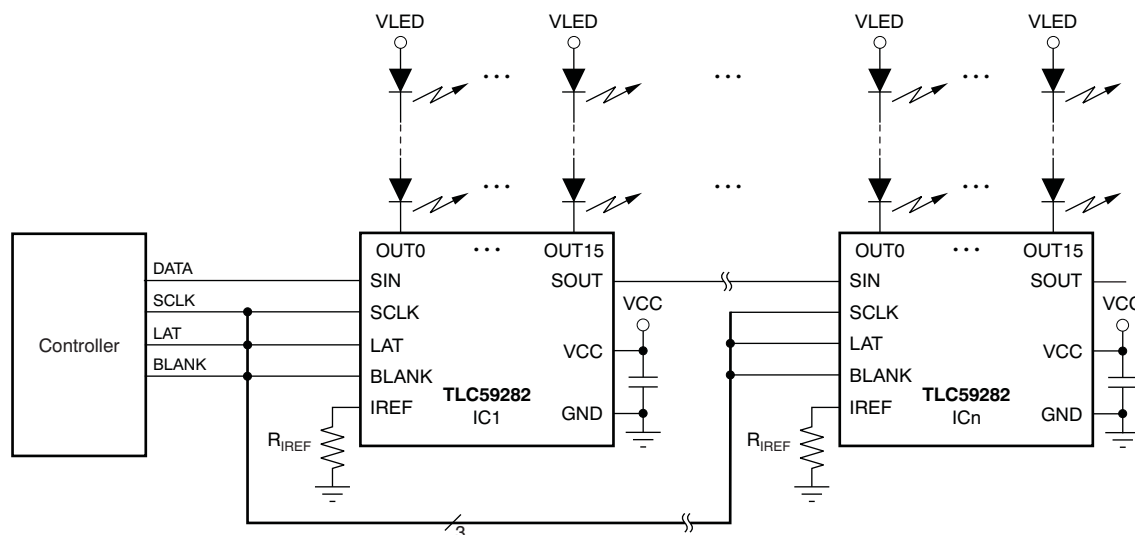 VLED VLED VLED VLED
... ... ...
... ... ...
Controller
DATA
SCLK
LAT
BLANK
OUT0 ... OUT15
SIN SOUT
SCLK
LAT VCC
BLANK
IREF GND
TLC59282
IC1
VCC
RIREF
3
OUT0 ... OUT15
SIN SOUT
SCLK
LAT VCC
BLANK
IREF GND
TLC59282
ICn
VCC
RIREF